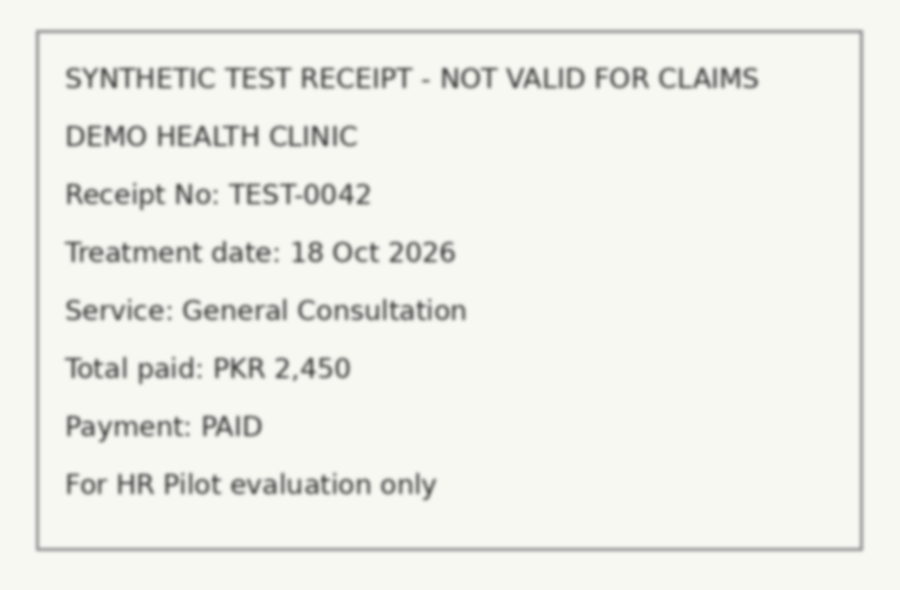 SYNTHETIC TEST RECEIPT - NOT VALID FOR CLAIMS
DEMO HEALTH CLINIC
Receipt No: TEST-0042
Treatment date: 18 Oct 2026
Service: General Consultation
Total paid: PKR 2,450
Payment: PAID
For HR Pilot evaluation only